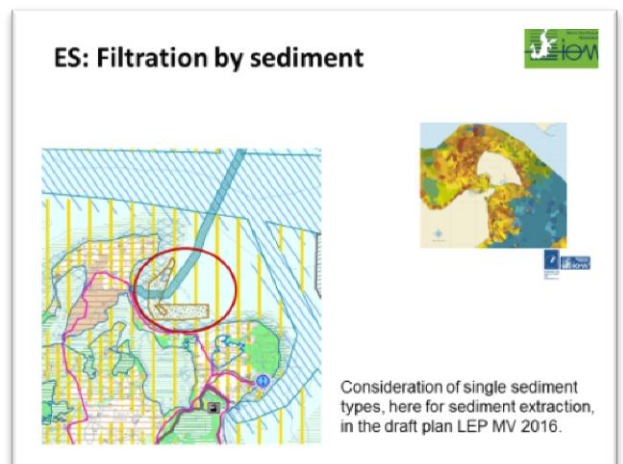 ES: Filtration by sediment
iow
Consideration of single sediment
types, here for sediment extraction,
in the draft plan LEP MV 2016.